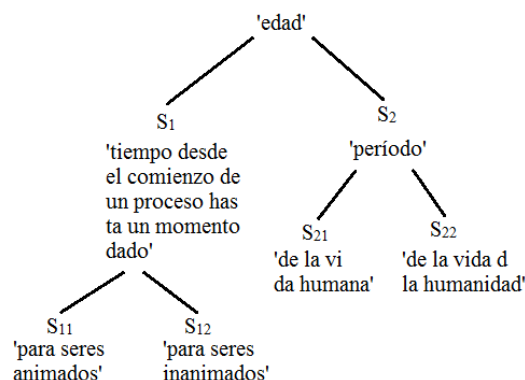 'edad'
S1
S2
'tiempo desde
el comienzo de
un proceso has
ta un momento
dado'
'período'
S21
S22
'de la vi
da humana'
'de la vida d
la humanidad'
S11
S12
'para seres
animados'
'para seres
inanimados'